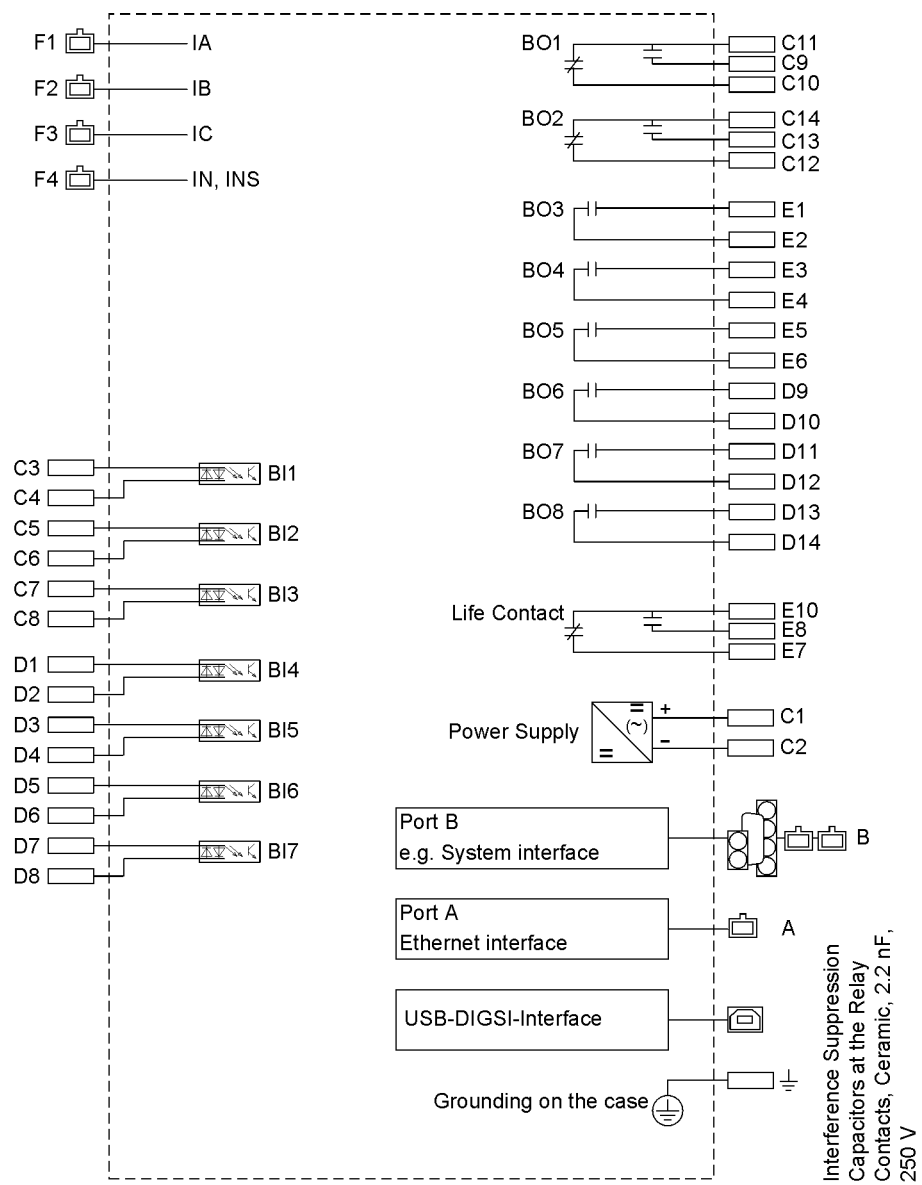 F1
IA
F2
IB
F3
IC
F4
IN, INS
C3
C4
BI1
C5
C6
BI2
C7
C8
BI3
D1
D2
BI4
D3
D4
BI5
D5
D6
BI6
D7
D8
BI7
BO1
C11
C9
C10
BO2
C14
C13
C12
BO3
E1
E2
BO4
E3
E4
BO5
E5
E6
BO6
D9
D10
BO7
D11
D12
BO8
D13
D14
Life Contact
E10
E8
E7
Power Supply
=
(~)
=
+
-
C1
C2
Port B
e.g. System interface
B
Port A
Ethernet interface
A
USB-DIGSI-Interface
Grounding on the case
Interference Suppression
Capacitors at the Relay
Contacts, Ceramic, 2.2 nF,
250 V